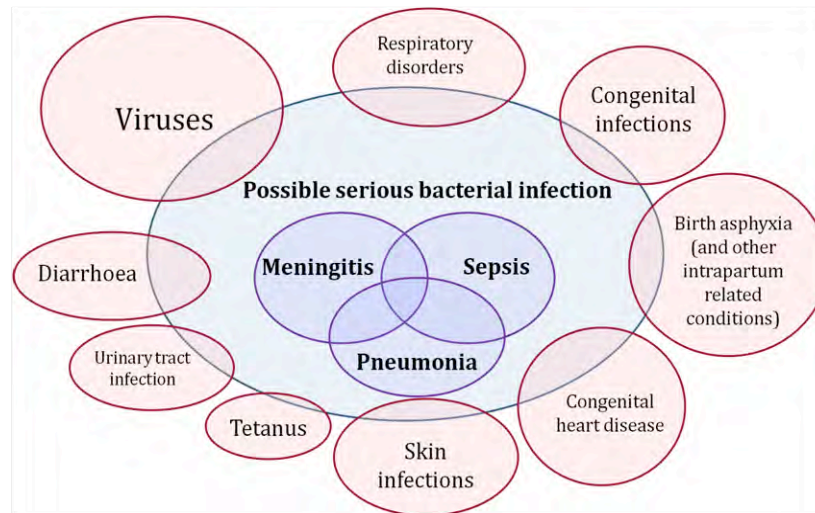 Viruses
Respiratory
disorders
Congenital
infections
Possible serious bacterial infection
Birth asphyxia
(and other
intrapartum
related
conditions)
Diarrhoea
Meningitis
Sepsis
Urinary tract
infection
Pneumonia
Tetanus
Skin
infections
Congenital
heart disease